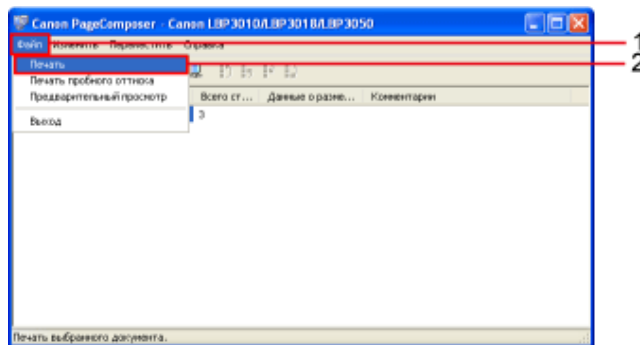 Canon PageComposer - Canon LBP3010/LBP3018/LBP3050
Файл Изменить Переместить Справка
1
Печать
2
Печать пробного оттиска
Предварительный просмотр
Всего ст... Данные о разме... Комментарии
Выход
3
Печать выбранного документа.